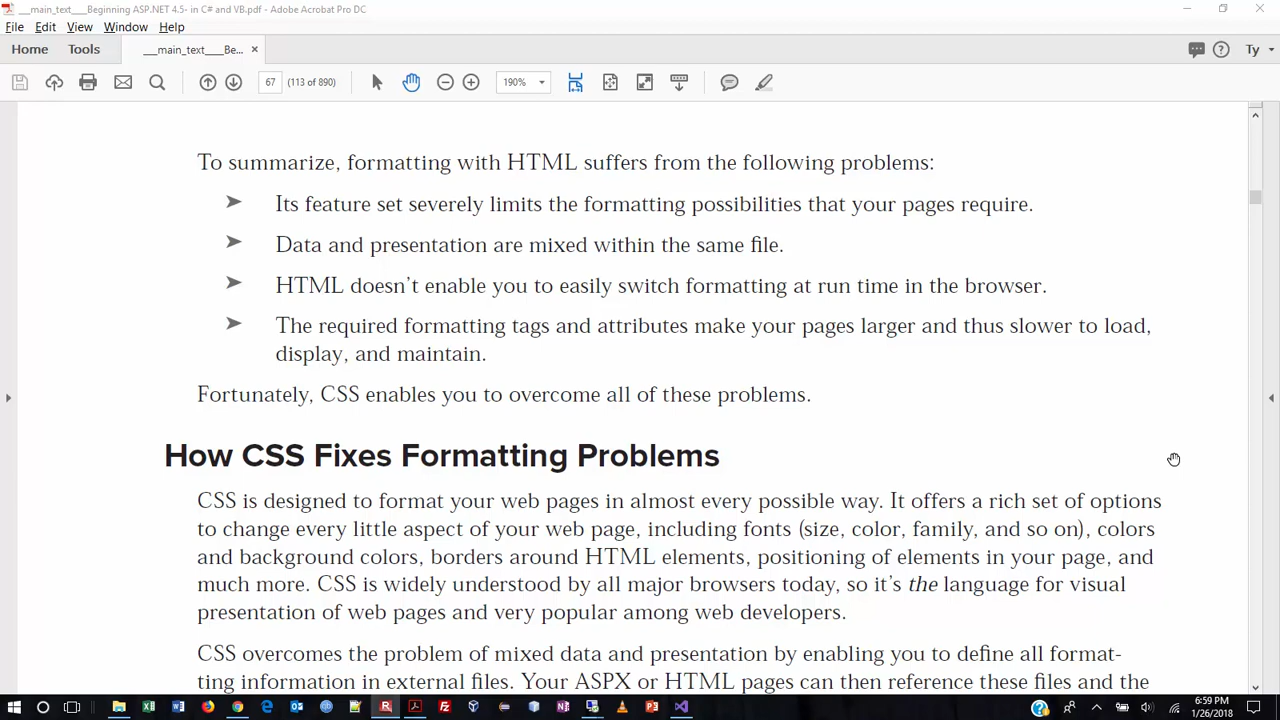 ___main_text____Beginning ASP.NET 4.5- in C# and VB.pdf - Adobe Acrobat Pro DC
File Edit View Window Help
Home Tools ___main_text____Be... ×
67 (113 of 890) 190% Ty
To summarize, formatting with HTML suffers from the following problems:
➤ Its feature set severely limits the formatting possibilities that your pages require.
➤ Data and presentation are mixed within the same file.
➤ HTML doesn’t enable you to easily switch formatting at run time in the browser.
➤ The required formatting tags and attributes make your pages larger and thus slower to load,
display, and maintain.
Fortunately, CSS enables you to overcome all of these problems.
How CSS Fixes Formatting Problems
CSS is designed to format your web pages in almost every possible way. It offers a rich set of options
to change every little aspect of your web page, including fonts (size, color, family, and so on), colors
and background colors, borders around HTML elements, positioning of elements in your page, and
much more. CSS is widely understood by all major browsers today, so it’s the language for visual
presentation of web pages and very popular among web developers.
CSS overcomes the problem of mixed data and presentation by enabling you to define all format-
ting information in external files. Your ASPX or HTML pages can then reference these files and the
6:59 PM
1/26/2018